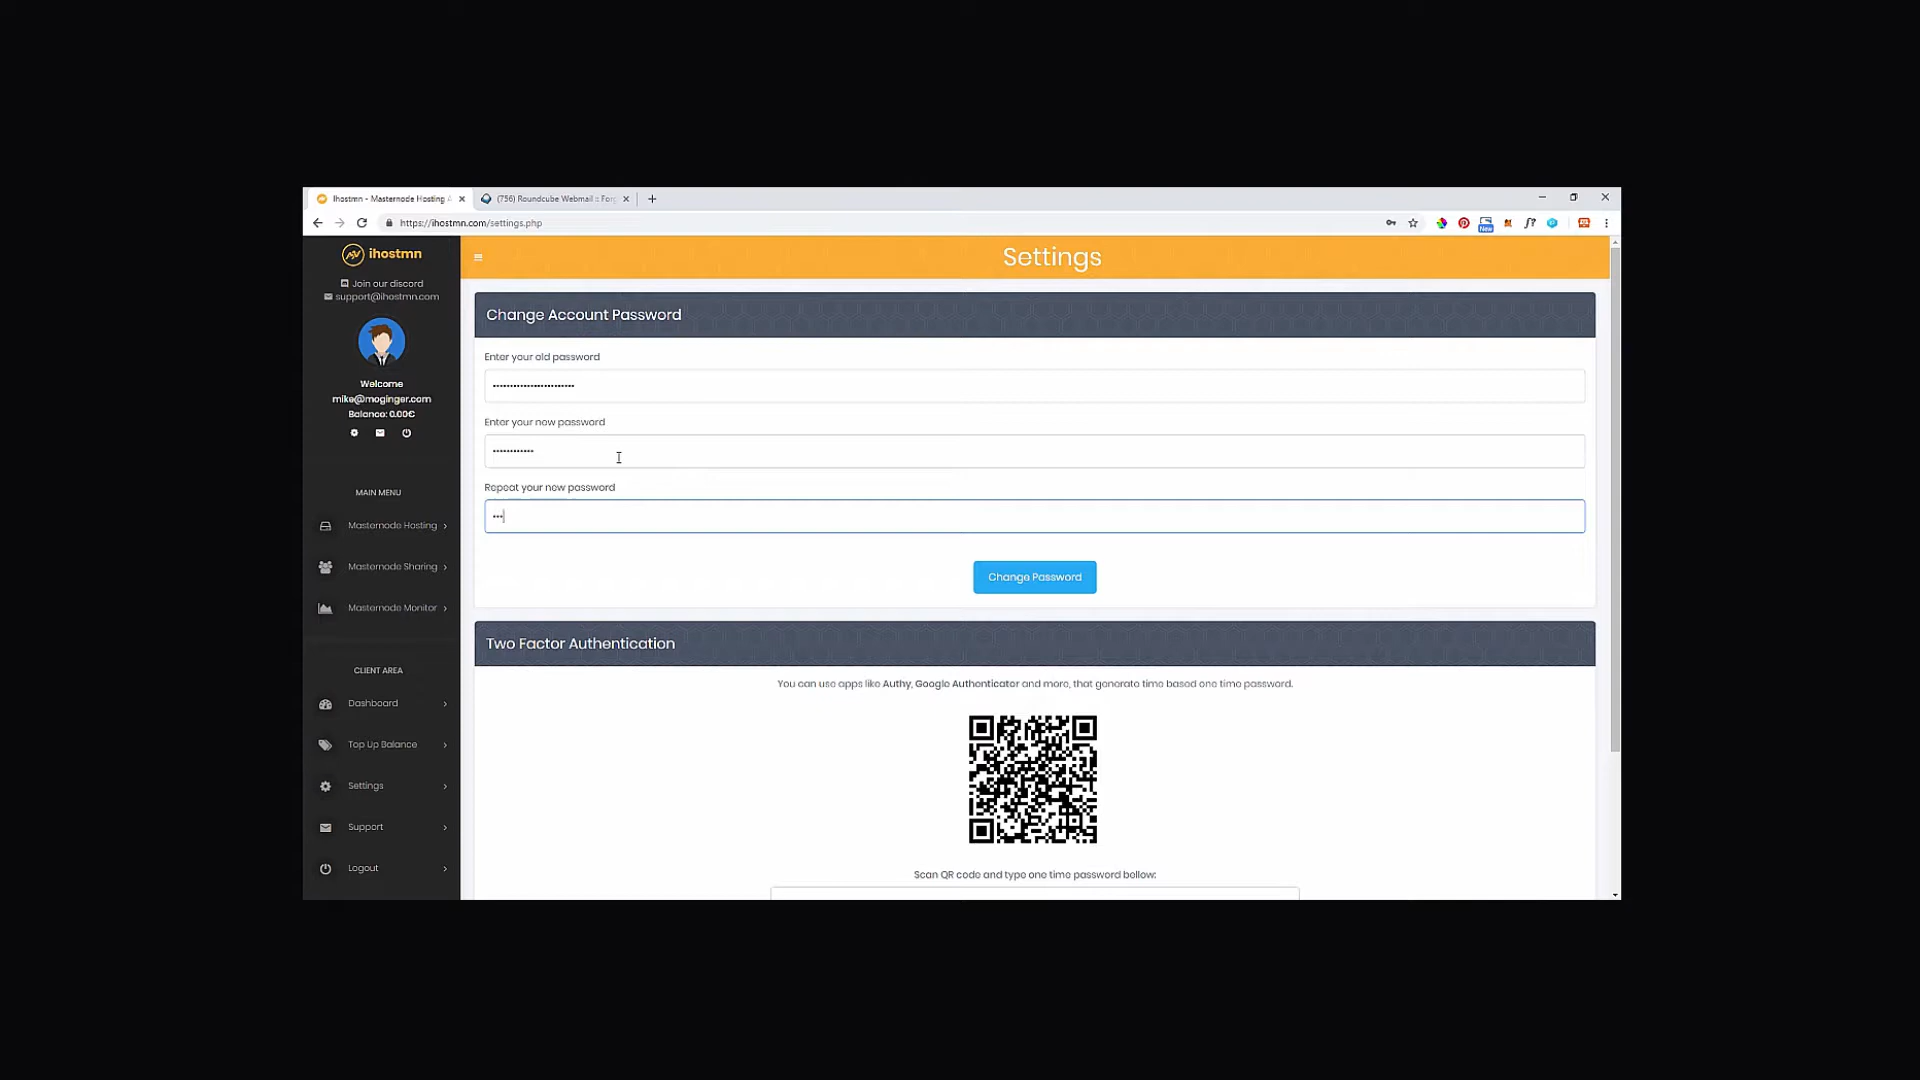 Ihostmn - Masternode Hosting
(756) Roundcube Webmail :: Forg
https://ihostmn.com/settings.php
New
ihostmn
Join our discord
support@ihostmn.com
Welcome
mike@moginger.com
Balance: 0.00€
MAIN MENU
Masternode Hosting
Masternode Sharing
Masternode Monitor
CLIENT AREA
Dashboard
Top Up Balance
Settings
Support
Logout
Settings
Change Account Password
Enter your old password
Enter your new password
Repeat your new password
Change Password
Two Factor Authentication
You can use apps like Authy, Google Authenticator and more, that generate time based one time password.
Scan QR code and type one time password bellow: